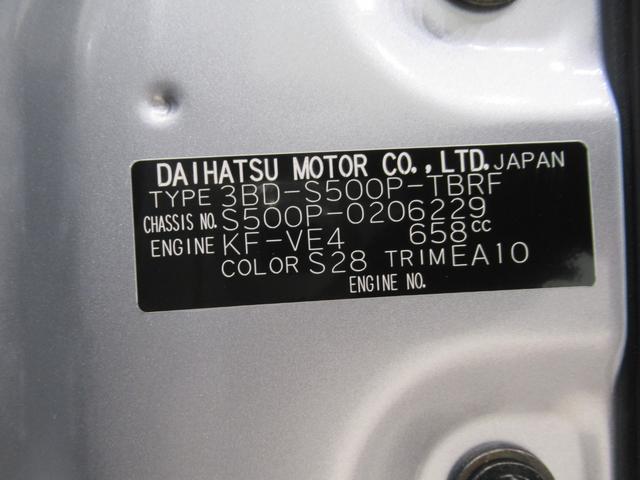 DAIHATSU MOTOR CO.,LTD. JAPAN
TYPE 3BD-S500P-TBRF
CHASSIS NO. S500P-0206229
ENGINE KF-VE4 658cc
COLOR S28 TRIM EA10
ENGINE NO.